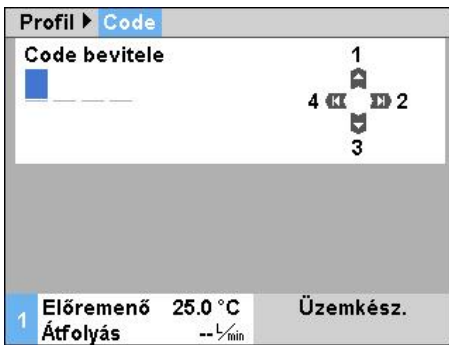 Profil ▶ Code
Code bevitele
1
4 2
3
1
Előremenő 25.0 °C
Átfolyás -- L/min
Üzemkész.